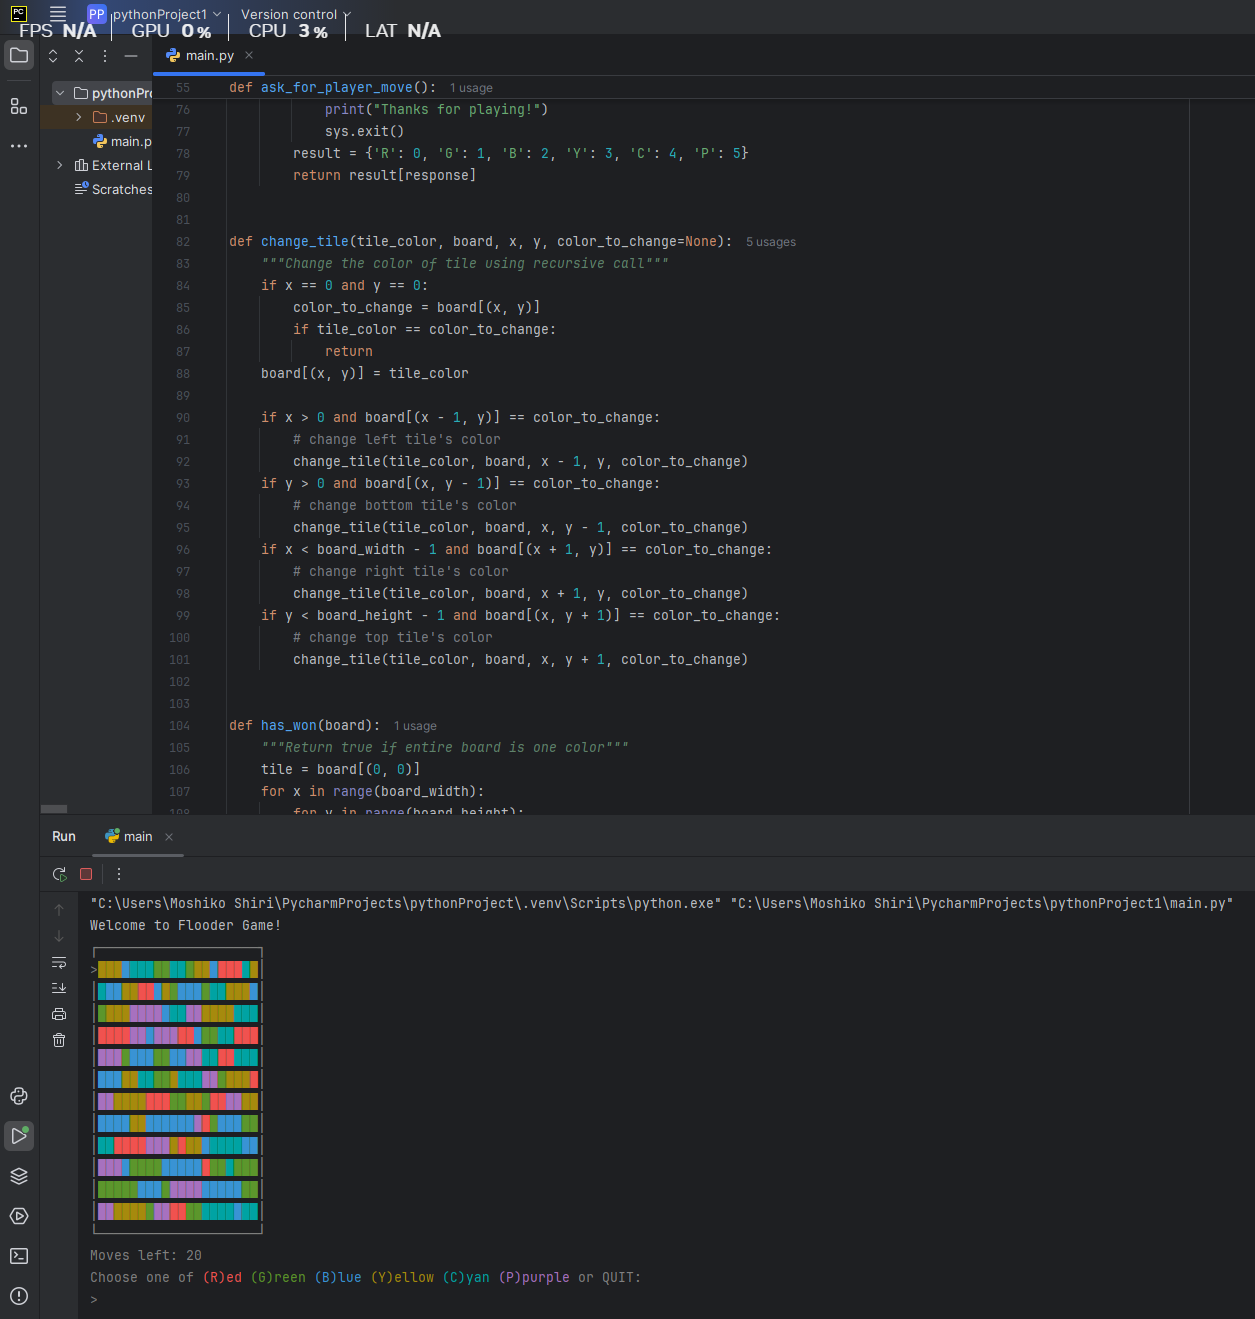 PC
PP pythonProject1 Version control
FPS N/A GPU 0 % CPU 3 % LAT N/A
main.py
pythonPr
.venv
main.p
External L
Scratches
55 def ask_for_player_move(): 1 usage
76 print("Thanks for playing!")
77 sys.exit()
78 result = {'R': 0, 'G': 1, 'B': 2, 'Y': 3, 'C': 4, 'P': 5}
79 return result[response]
80
81
82 def change_tile(tile_color, board, x, y, color_to_change=None): 5 usages
83 """Change the color of tile using recursive call"""
84 if x == 0 and y == 0:
85 color_to_change = board[(x, y)]
86 if tile_color == color_to_change:
87 return
88 board[(x, y)] = tile_color
89
90 if x > 0 and board[(x - 1, y)] == color_to_change:
91 # change left tile's color
92 change_tile(tile_color, board, x - 1, y, color_to_change)
93 if y > 0 and board[(x, y - 1)] == color_to_change:
94 # change bottom tile's color
95 change_tile(tile_color, board, x, y - 1, color_to_change)
96 if x < board_width - 1 and board[(x + 1, y)] == color_to_change:
97 # change right tile's color
98 change_tile(tile_color, board, x + 1, y, color_to_change)
99 if y < board_height - 1 and board[(x, y + 1)] == color_to_change:
100 # change top tile's color
101 change_tile(tile_color, board, x, y + 1, color_to_change)
102
103
104 def has_won(board): 1 usage
105 """Return true if entire board is one color"""
106 tile = board[(0, 0)]
107 for x in range(board_width):
108 for y in range(board_height):
Run main
"C:\Users\Moshiko Shiri\PycharmProjects\pythonProject\.venv\Scripts\python.exe" "C:\Users\Moshiko Shiri\PycharmProjects\pythonProject1\main.py"
Welcome to Flooder Game!
>
Moves left: 20
Choose one of (R)ed (G)reen (B)lue (Y)ellow (C)yan (P)purple or QUIT:
>